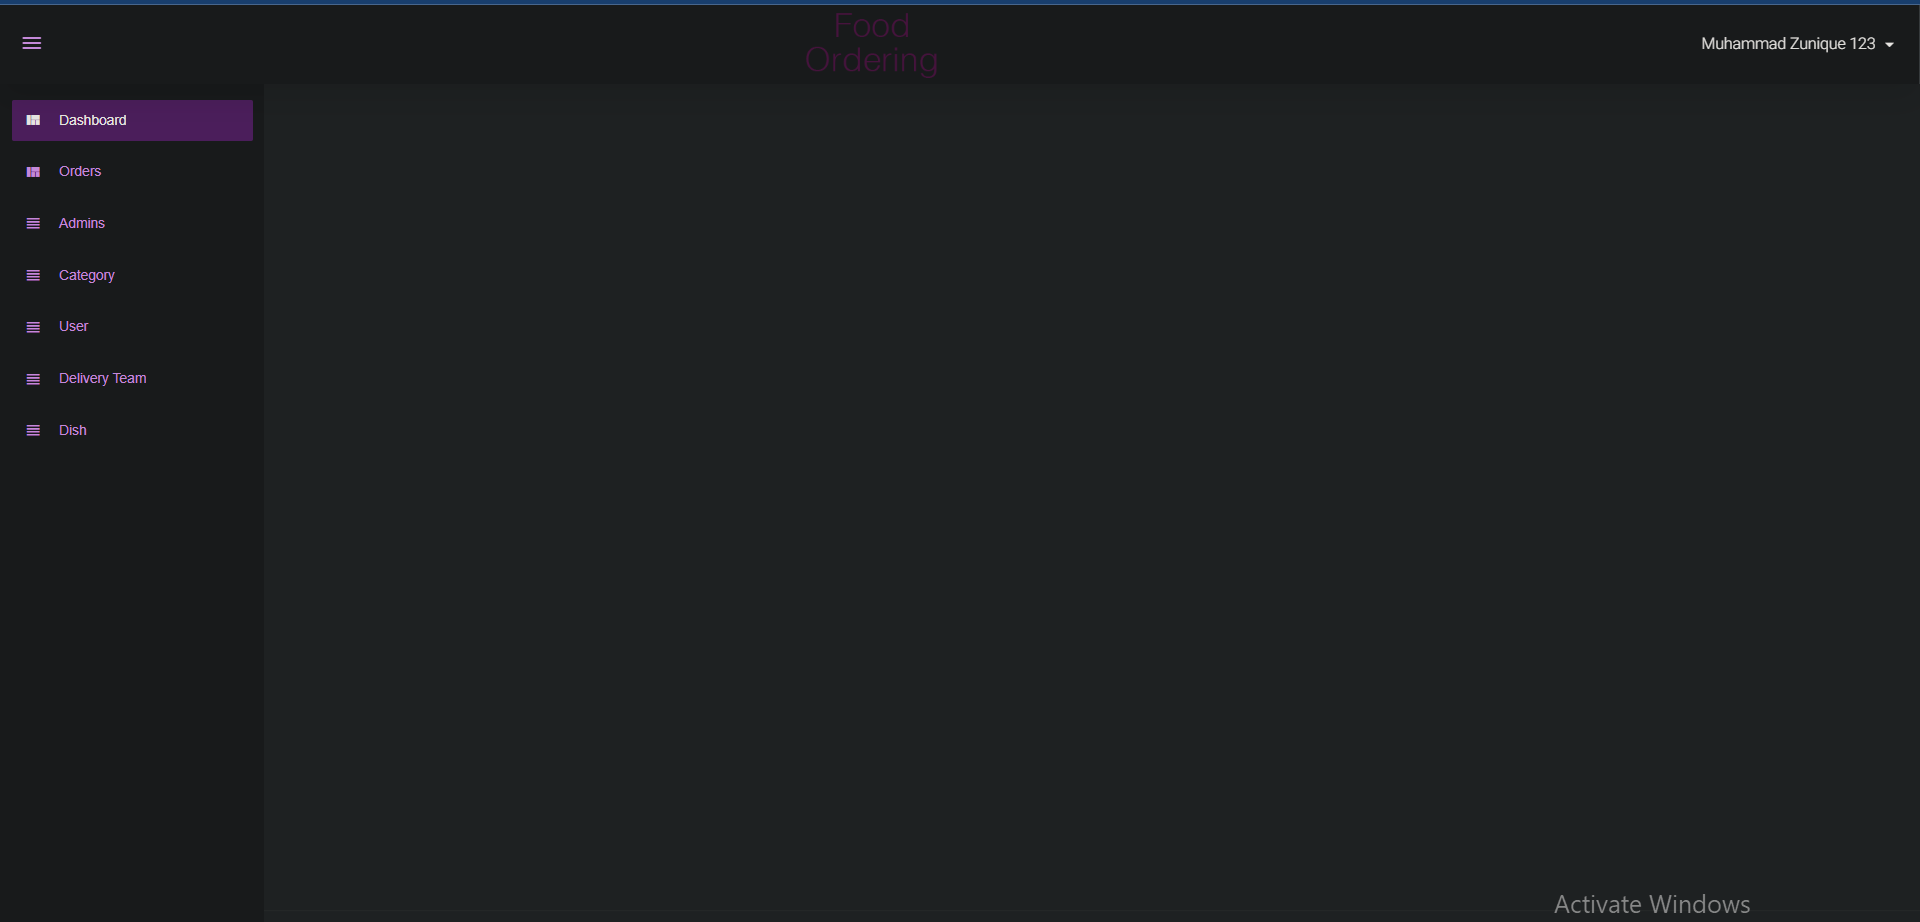 Food
Ordering
Muhammad Zunique 123
Dashboard
Orders
Admins
Category
User
Delivery Team
Dish
Activate Windows